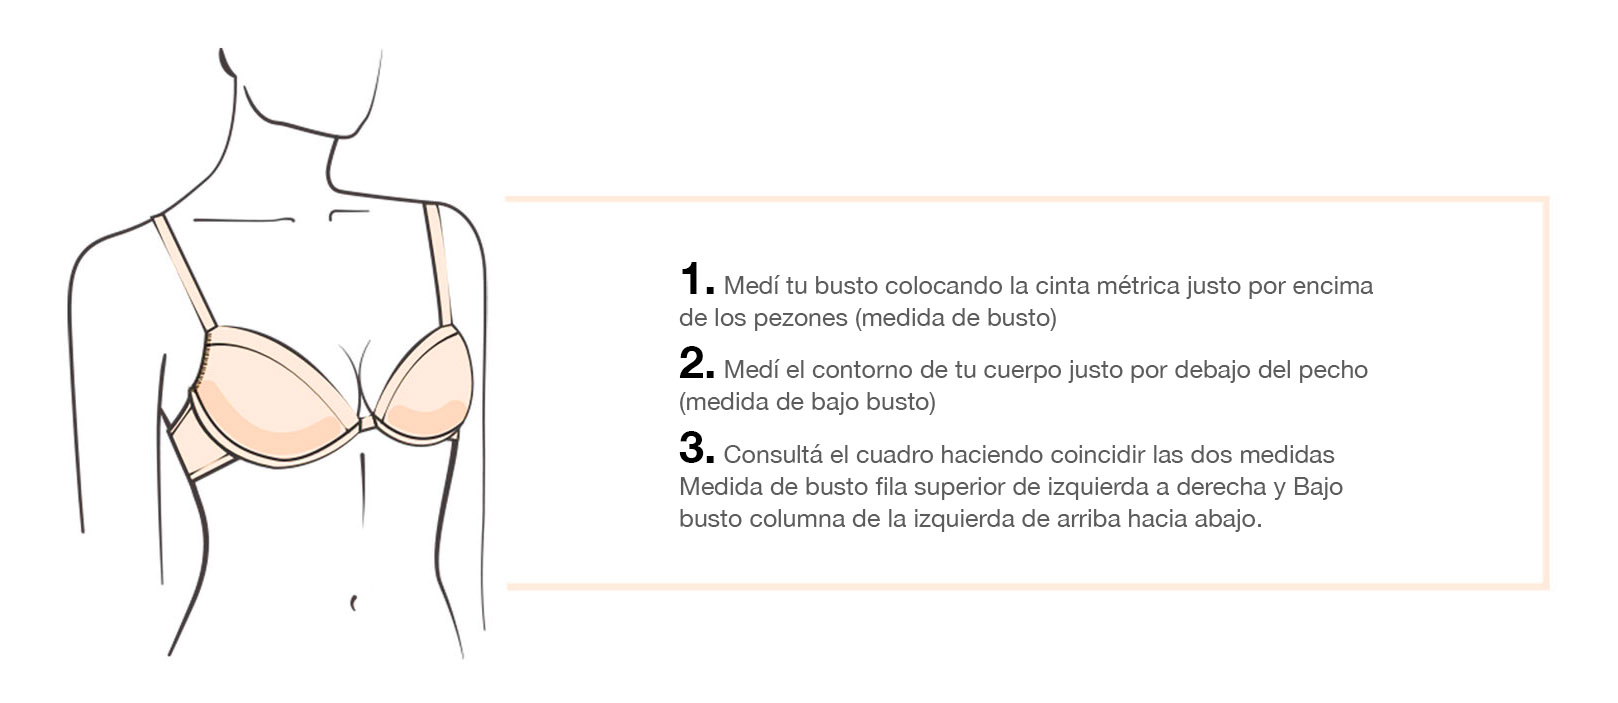 1. Medí tu busto colocando la cinta métrica justo por encima
de los pezones (medida de busto)
2. Medí el contorno de tu cuerpo justo por debajo del pecho
(medida de bajo busto)
3. Consultá el cuadro haciendo coincidir las dos medidas
Medida de busto fila superior de izquierda a derecha y Bajo
busto columna de la izquierda de arriba hacia abajo.